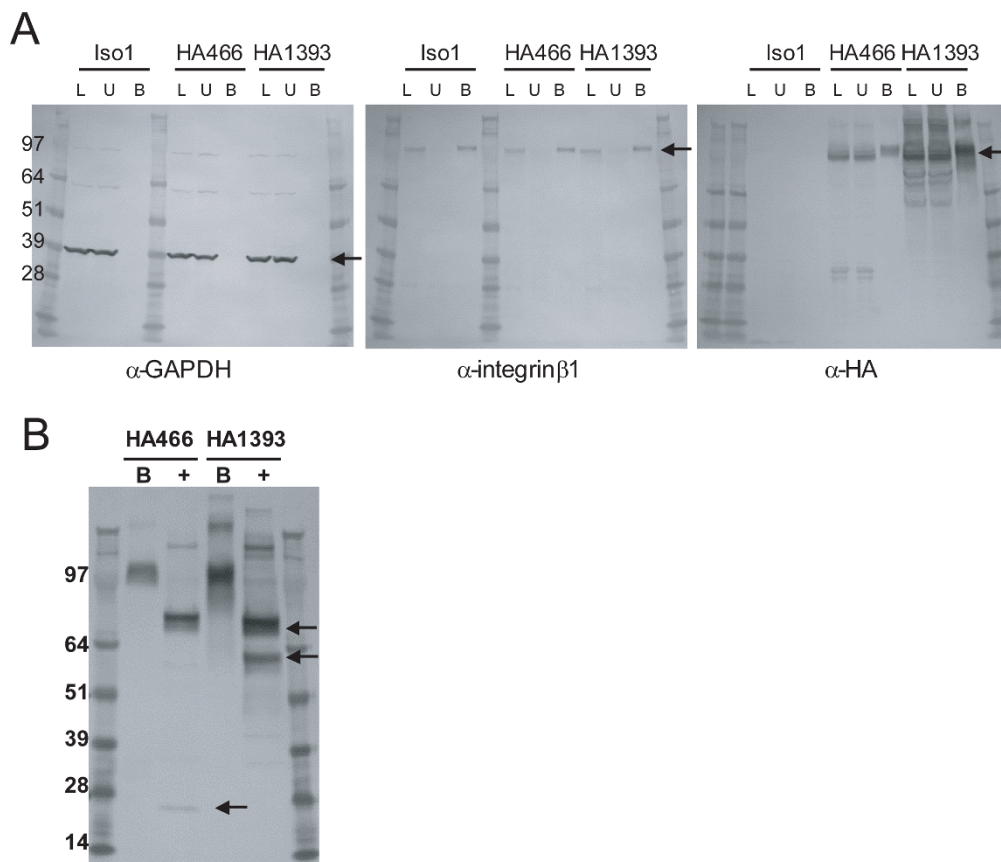 A
Iso1 HA466 HA1393 Iso1 HA466 HA1393 Iso1 HA466 HA1393
L U B L U B L U B L U B L U B L U B L U B L U B L U B
97
64
51
39
28
α-GAPDH α-integrinβ1 α-HA
B
HA466 HA1393
B + B +
97
64
51
39
28
14